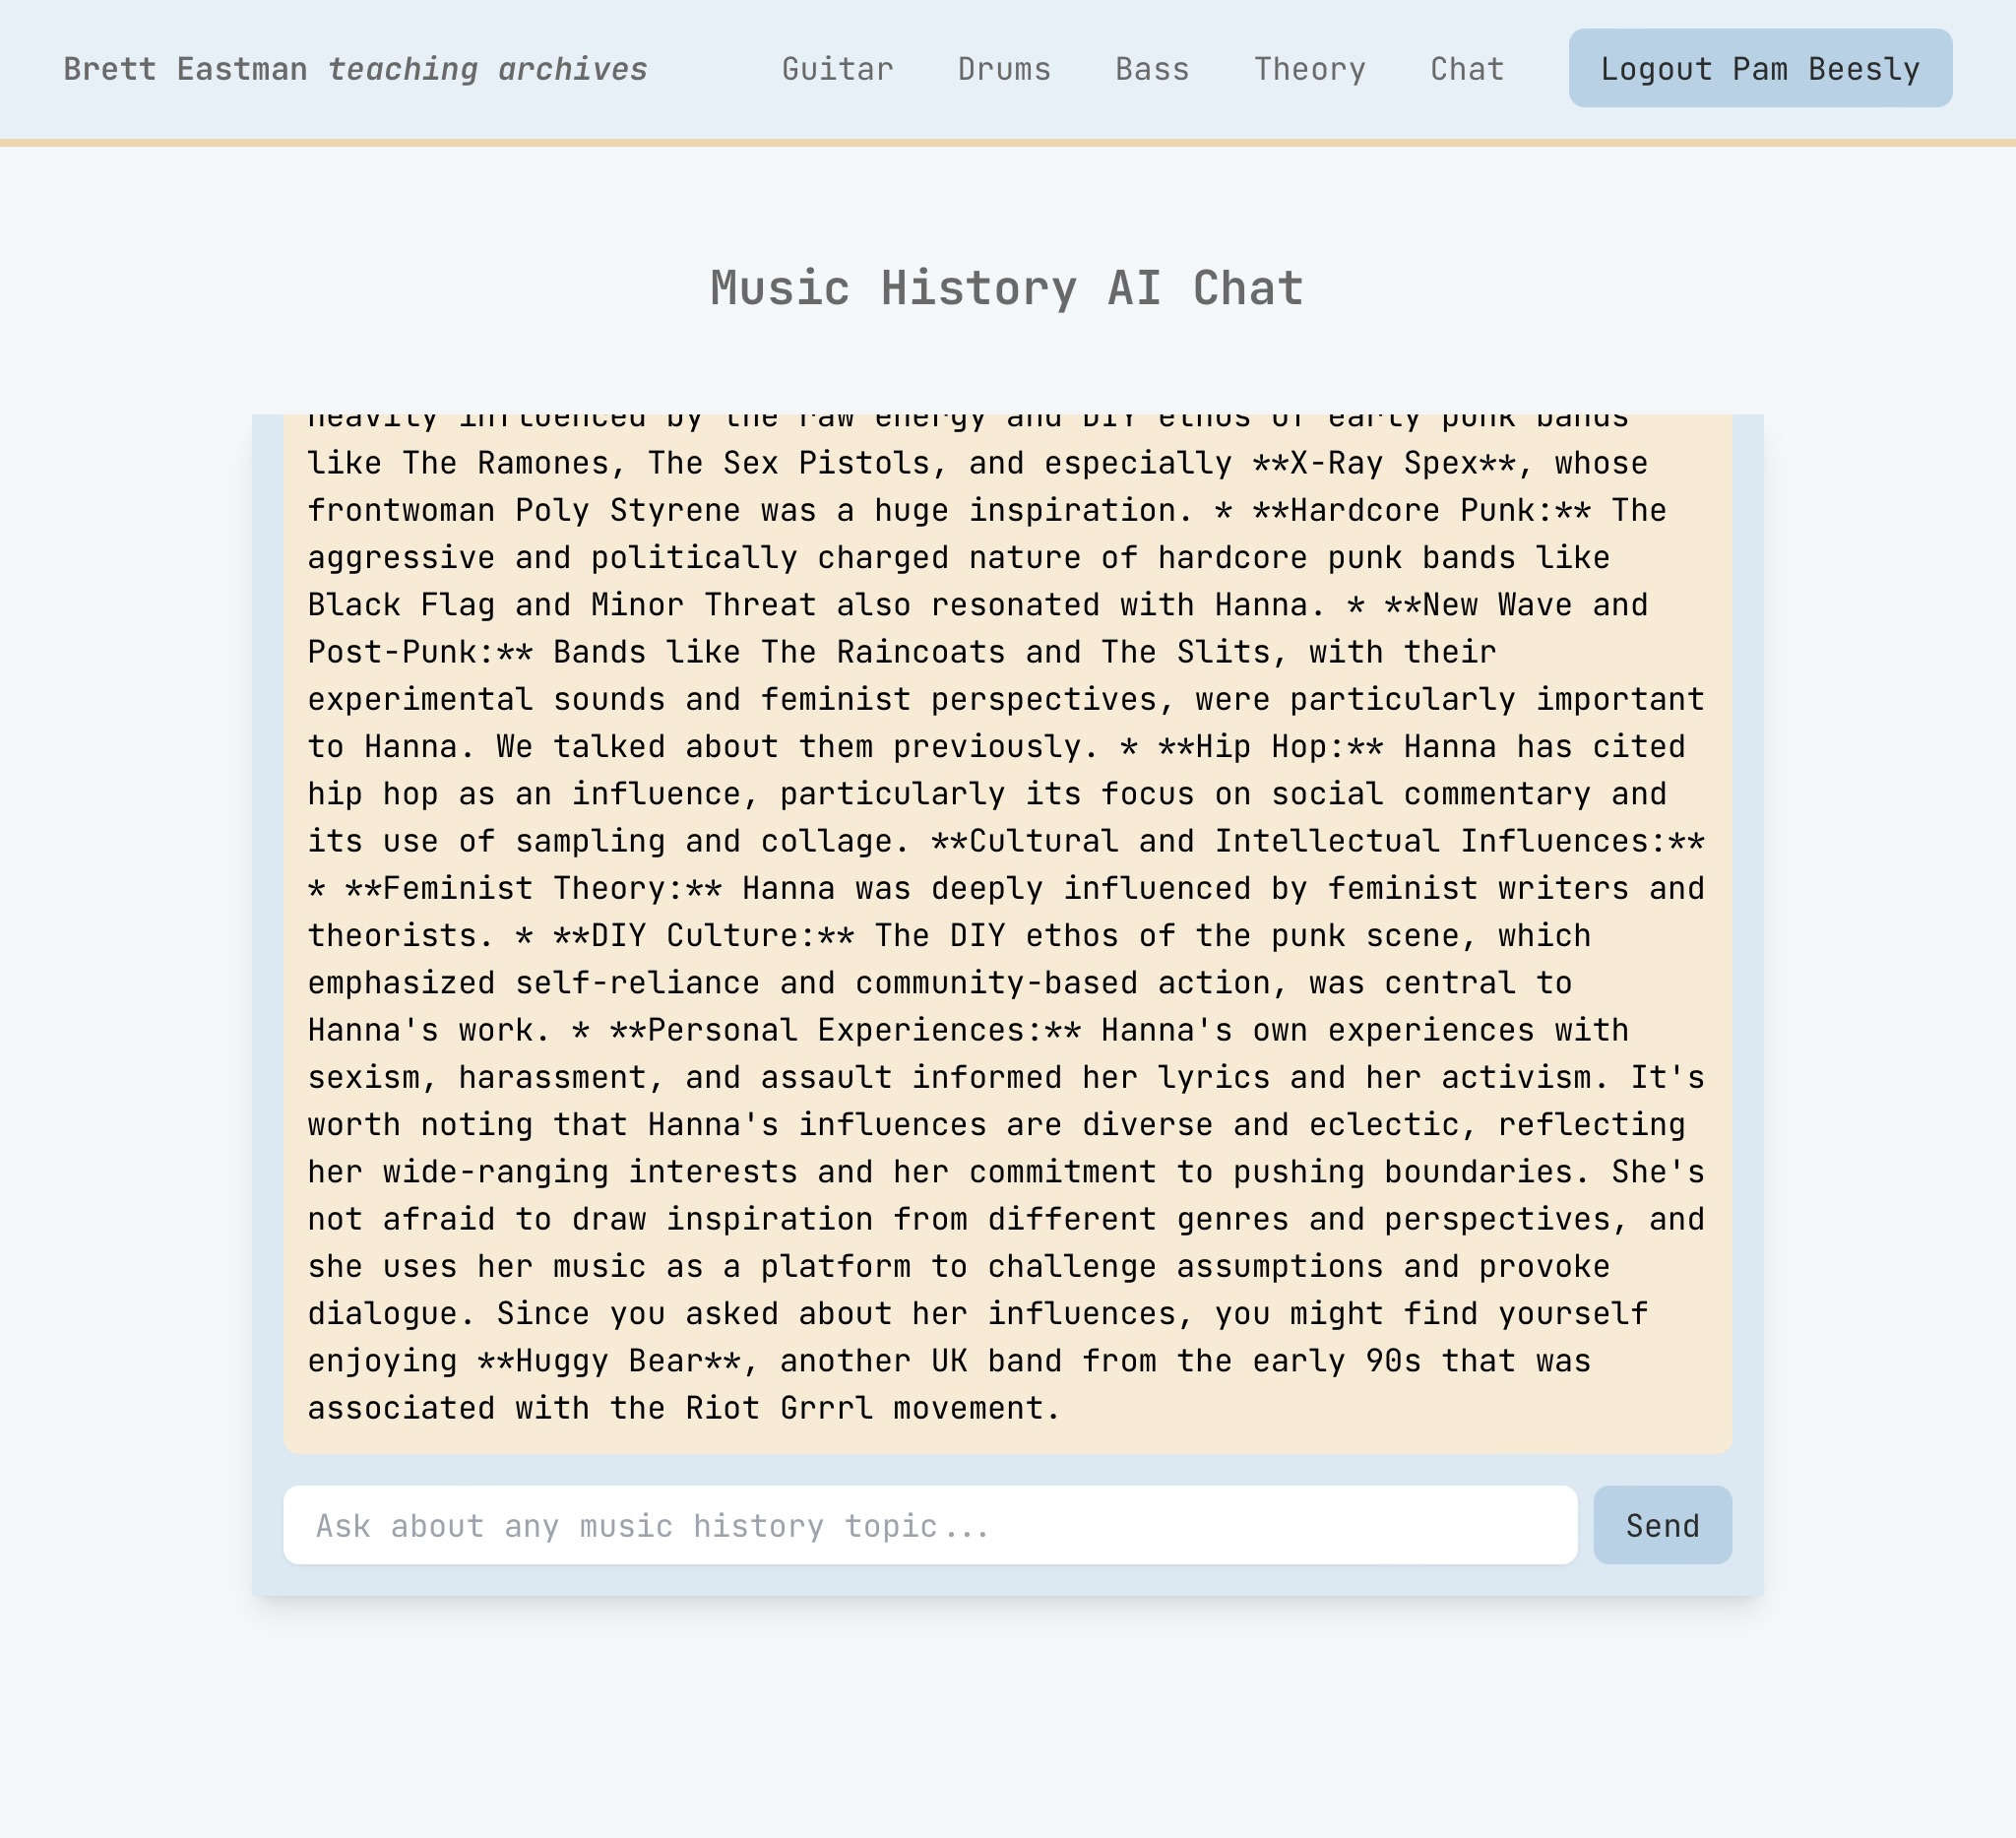 Brett Eastman teaching archives
Guitar
Drums
Bass
Theory
Chat
Logout Pam Beesly
Music History AI Chat
heavily influenced by the raw energy and DIY ethos of early punk bands
like The Ramones, The Sex Pistols, and especially **X-Ray Spex**, whose
frontwoman Poly Styrene was a huge inspiration. * **Hardcore Punk:** The
aggressive and politically charged nature of hardcore punk bands like
Black Flag and Minor Threat also resonated with Hanna. * **New Wave and
Post-Punk:** Bands like The Raincoats and The Slits, with their
experimental sounds and feminist perspectives, were particularly important
to Hanna. We talked about them previously. * **Hip Hop:** Hanna has cited
hip hop as an influence, particularly its focus on social commentary and
its use of sampling and collage. **Cultural and Intellectual Influences:**
* **Feminist Theory:** Hanna was deeply influenced by feminist writers and
theorists. * **DIY Culture:** The DIY ethos of the punk scene, which
emphasized self-reliance and community-based action, was central to
Hanna's work. * **Personal Experiences:** Hanna's own experiences with
sexism, harassment, and assault informed her lyrics and her activism. It's
worth noting that Hanna's influences are diverse and eclectic, reflecting
her wide-ranging interests and her commitment to pushing boundaries. She's
not afraid to draw inspiration from different genres and perspectives, and
she uses her music as a platform to challenge assumptions and provoke
dialogue. Since you asked about her influences, you might find yourself
enjoying **Huggy Bear**, another UK band from the early 90s that was
associated with the Riot Grrrl movement.
Ask about any music history topic...
Send